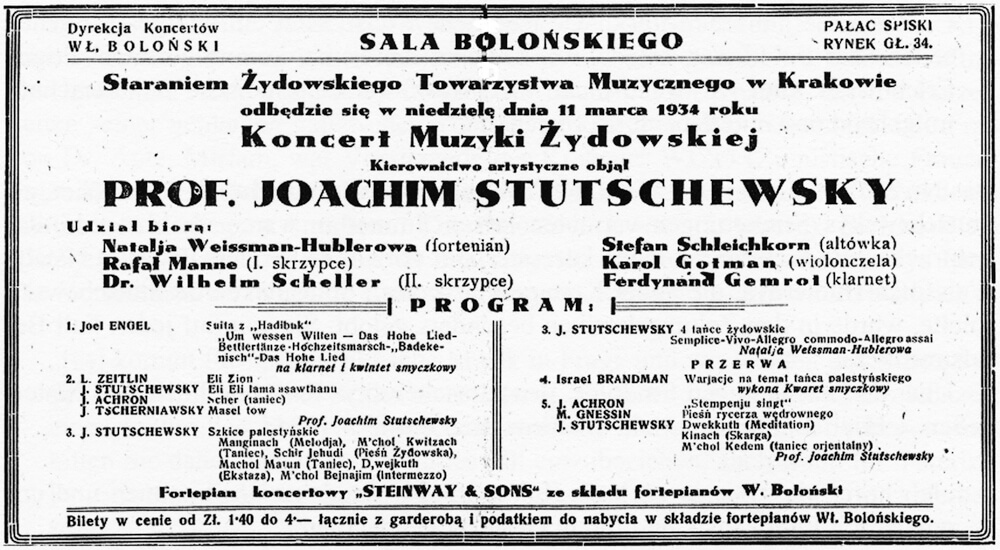 Dyrekcja Koncertów
WŁ. BOLOŃSKI
SALA BOLOŃSKIEGO
PAŁAC SPISKI
RYNEK GŁ. 34.
Staraniem Żydowskiego Towarzystwa Muzycznego w Krakowie
odbędzie się w niedzielę dnia 11 marca 1934 roku
Koncert Muzyki Żydowskiej
Kierownictwo artystyczne objął
PROF. JOACHIM STUTSCHEWSKY
Udział biorą:
Natalja Weissman-Hublerowa (fortenian)
Rafał Manne (I. skrzypce)
Dr. Wilhelm Scheller (II. skrzypce)
Stefan Schleichkorn (altówka)
Karol Gotman (wiolonczela)
Ferdynand Gemrot (klarnet)
PROGRAM:
1. Joel ENGEL Suita z „Hadibuk"
Um wessen Willen - Das Hohe Lied-
Bettlertänze-Hochzeitsmarsch-„Badeke-
nisch"-Das Hohe Lied
na klarnet i kwintet smyczkowy
2. L. ZEITLIN Eli Zion
J. STUTSCHEWSKY Eli Eli lama asawthanu
J. ACHRON Scher (taniec)
J. TSCHERNIAWSKY Masel tow
Prof. Joachim Stutschewsky
3. J. STUTSCHEWSKY Szkice palestyńskie
Manginach (Melodja), M'chol Kwitzach
(Taniec), Schir Jehudi (Pieśń Żydowska,
Machol Maun (Taniec), D,wejkuth
(Ekstaza), M'chol Bejnajim (intermezzo)
3. J. STUTSCHEWSKY 4 tańce żydowskie
Semplice-Vivo-Allegro commodo-Allegro assai
Natalja Weissman-Hublerowa
PRZERWA
4. Israel BRANDMAN Warjacje na temat tańca palestyńskiego
wykona Kwaret smyczkowy
5. J. ACHRON „Stempenju singt"
M. GNESSIN Pieśń rycerza wędrownego
J. STUTSCHEWSKY Dwekkuth (Meditation)
Kinach (Skarga)
M'chol Kedem (taniec orjentalny)
Prof. Joachim Stutschewsky
Fortepian koncertowy „STEINWAY & SONS" ze składu fortepianów W. Boloński
Bilety w cenie od Zł. 1·40 do 4·— łącznie z garderobą i podatkiem do nabycia w składzie fortepianów Wł. Bolońskiego.